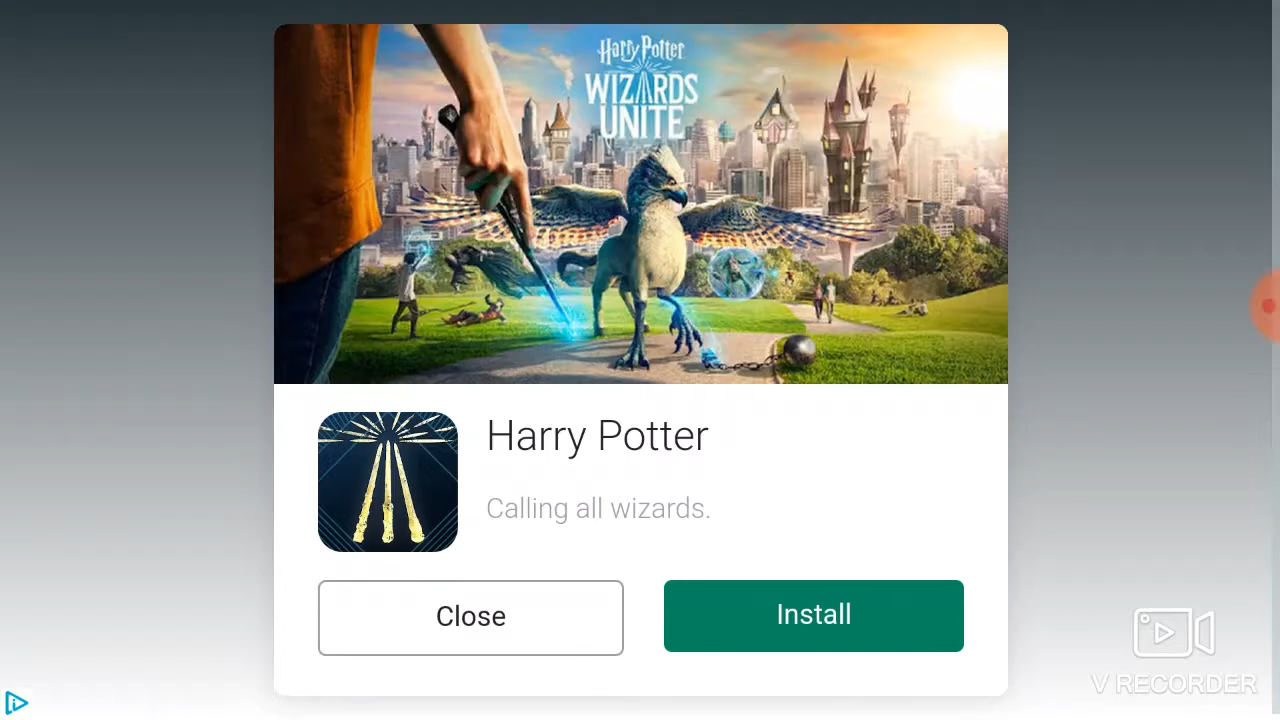 Harry Potter
WIZARDS
UNITE
Harry Potter
Calling all wizards.
Close
Install
V RECORDER